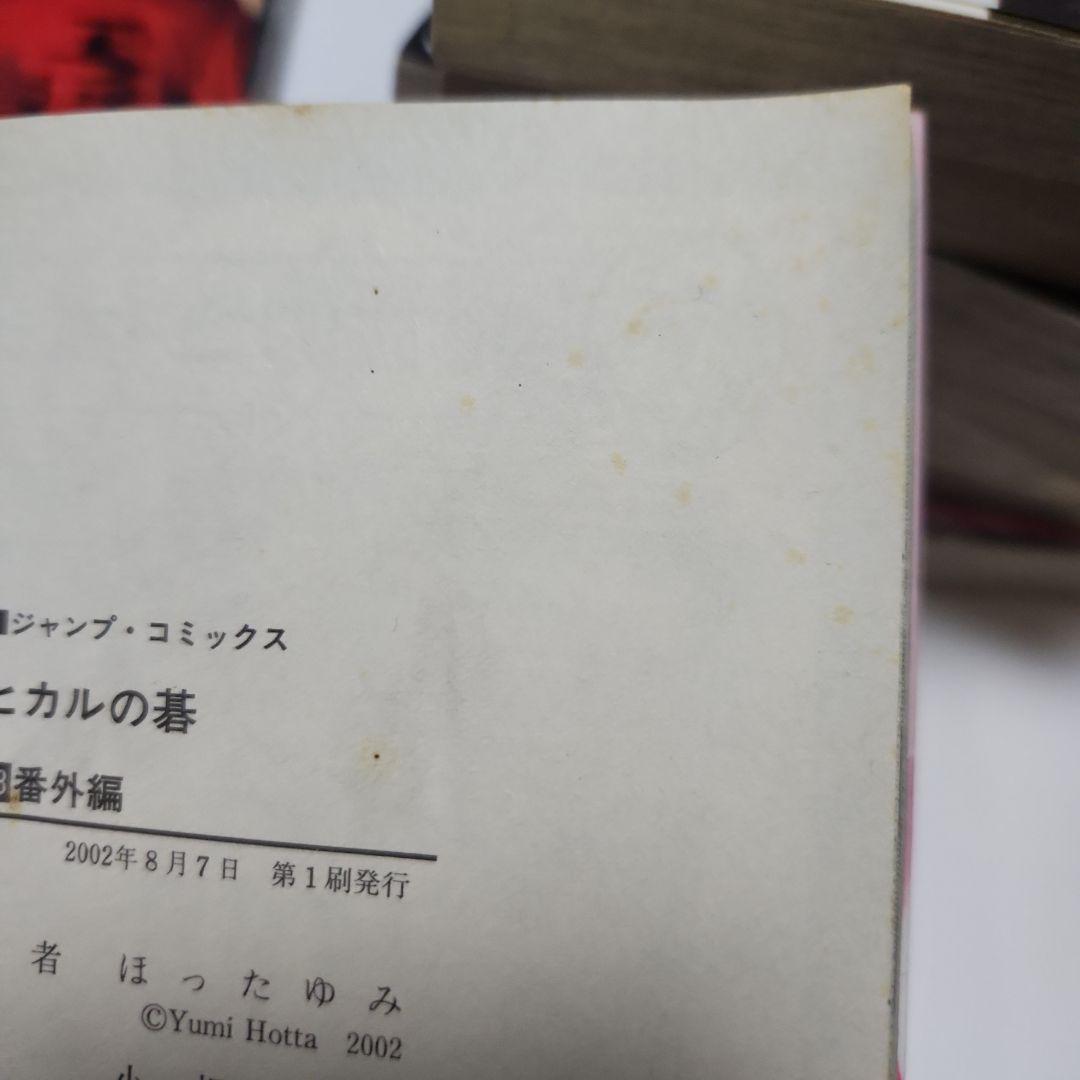 ジャンプ・コミックス
ヒカルの碁
番外編
2002年8月7日 第1刷発行
者 ほったゆみ
©Yumi Hotta 2002
小